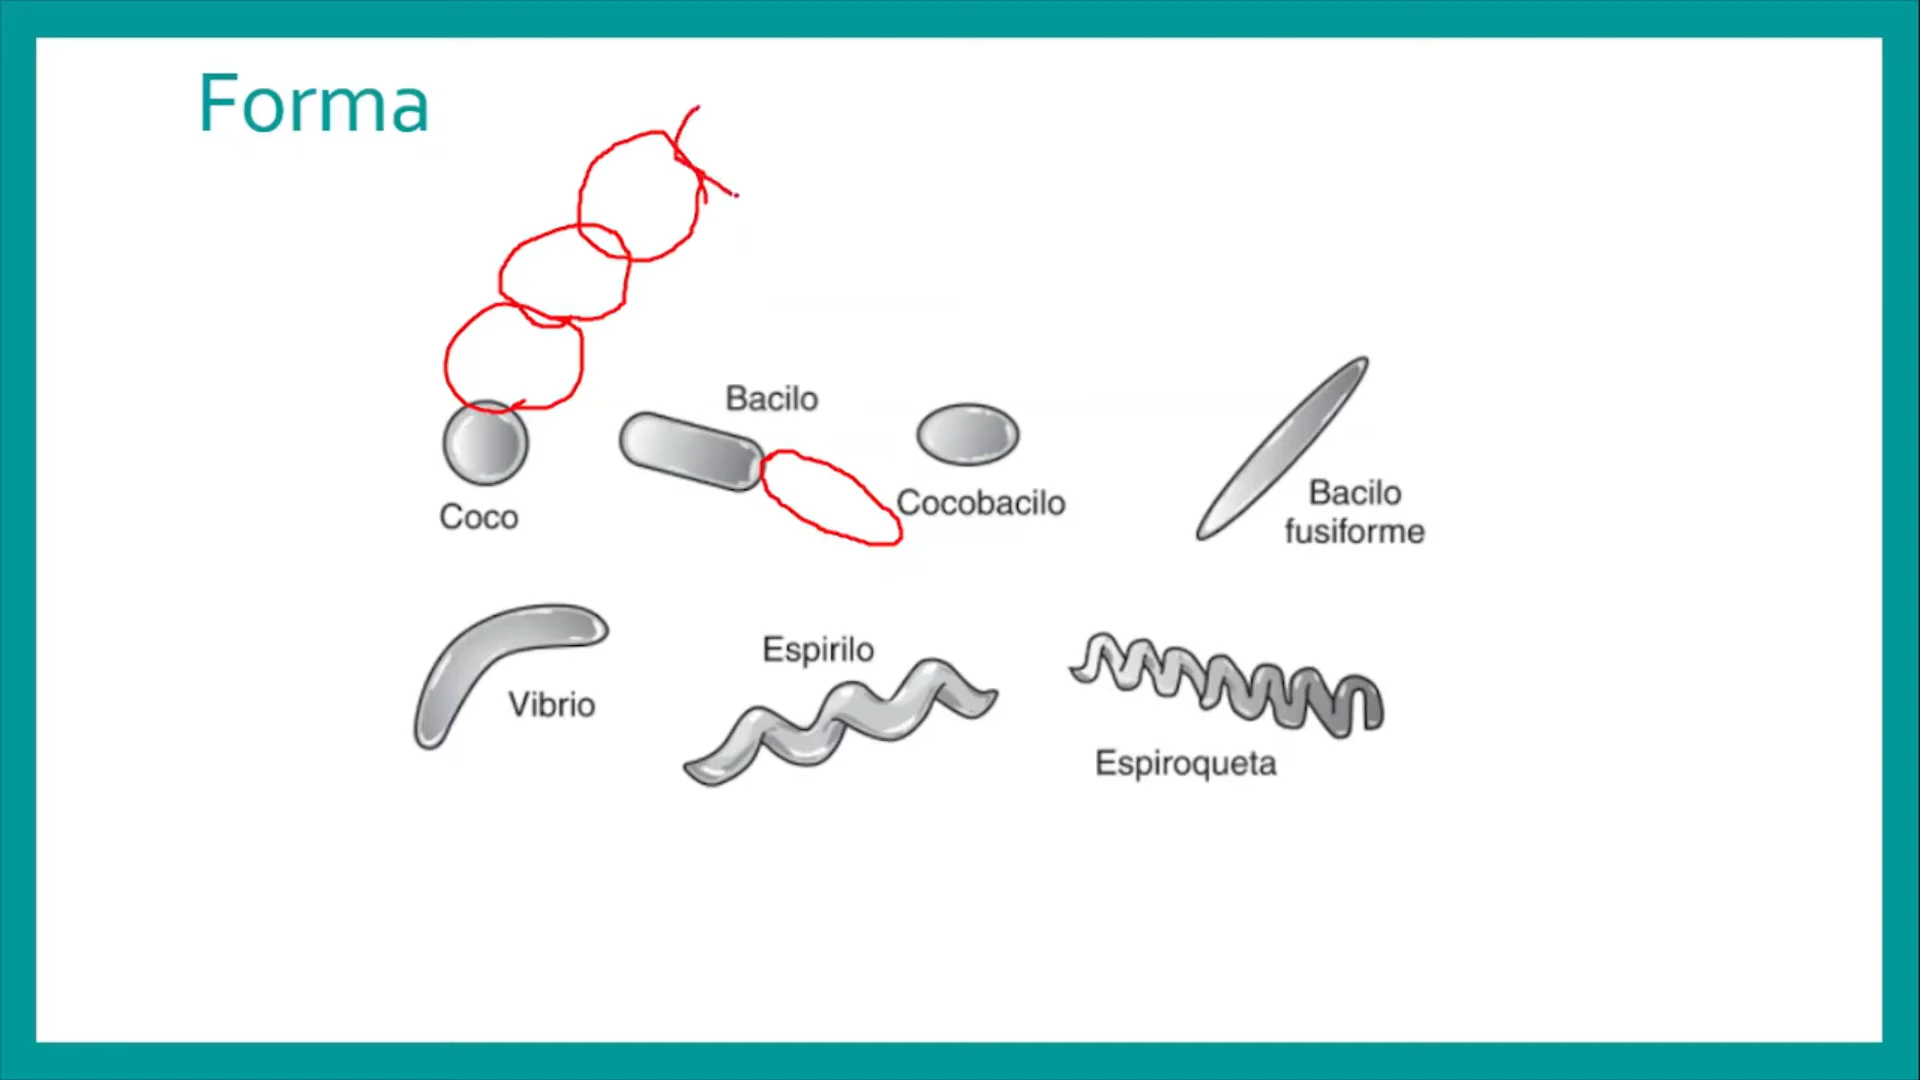 Forma
Bacilo
Coco
Cocobacilo
Bacilo
fusiforme
Vibrio
Espirilo
Espiroqueta